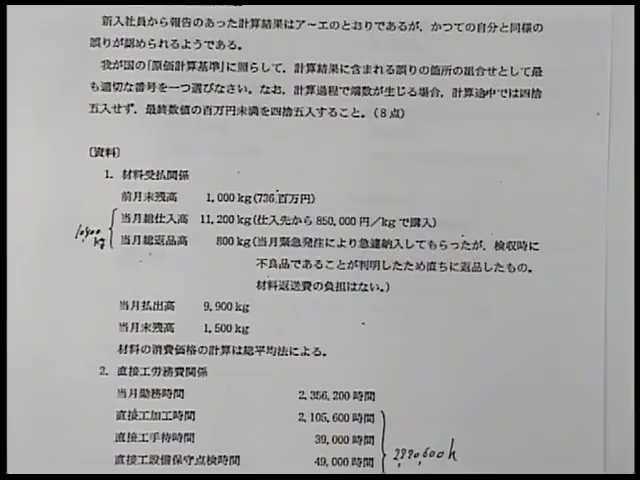 新入社員から報告のあった計算結果はア~エのとおりであるが，かつての自分と同様の
誤りが認められるようである。
我が国の「原価計算基準」に照らして，計算結果に含まれる誤りの箇所の組合せとして最
も適切な番号を一つ選びなさい。なお，計算過程で端数が生じる場合，計算途中では四捨
五入せず，最終数値の百万円未満を四捨五入すること。(8点)
〔資料〕
1．材料受払関係
前月末残高 1,000kg(736百万円)
当月総仕入高 11,200kg(仕入先から850,000円／kgで購入)
当月総返品高 800kg(当月緊急発注により急遽納入してもらったが，検収時に
不良品であることが判明したため直ちに返品したもの。
材料返送費の負担はない。)
当月払出高 9,900kg
当月末残高 1,500kg
材料の消費価格の計算は総平均法による。
2．直接工労務費関係
当月勤務時間 2,356,200時間
直接工加工時間 2,105,600時間
直接工手待時間 39,000時間
直接工設備保守点検時間 49,000時間